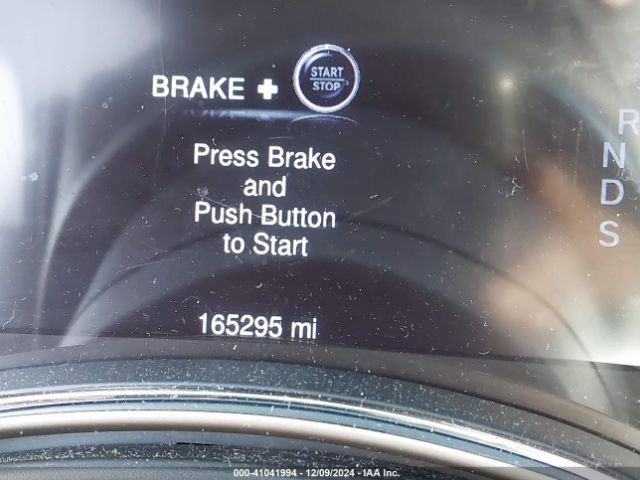 BRAKE + START STOP
Press Brake
and
Push Button
to Start
165295 mi
R
N
D
S
000-41041994 | 12/09/2024 - IAA Inc.